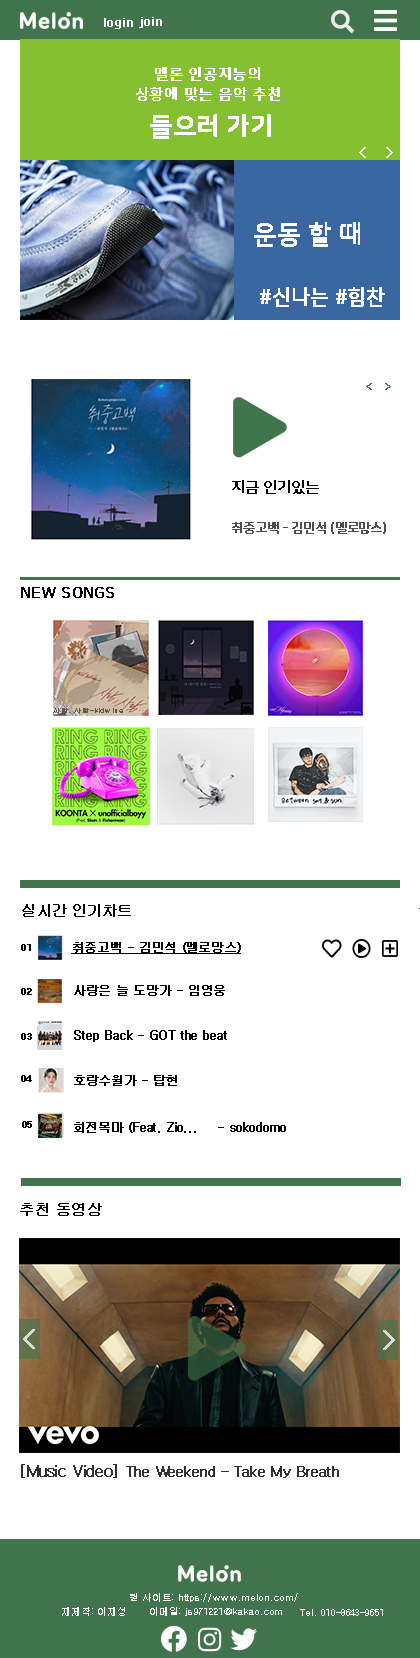 Melon login join
멜론 인공지능의
상황에 맞는 음악 추천
들으러 가기
운동 할 때
#신나는 #힘찬
취중고백
지금 인기있는
취중고백 - 김민석 (멜로망스)
NEW SONGS
RING RING
RING RING
KOONTA X unofficialboyy
Between sat & sun.
실시간 인기차트
01 취중고백 - 김민석 (멜로망스)
02 사랑은 늘 도망가 - 임영웅
03 Step Back - GOT the beat
04 호랑수월가 - 탑현
05 회전목마 (Feat. Zio... - sokodomo
추천 동영상
vevo
[Music Video] The Weekend - Take My Breath
Melon
웹 사이트: https://www.melon.com/
재제작: 이재성 이메일: js971221@kakao.com Tel. 010-8643-9651